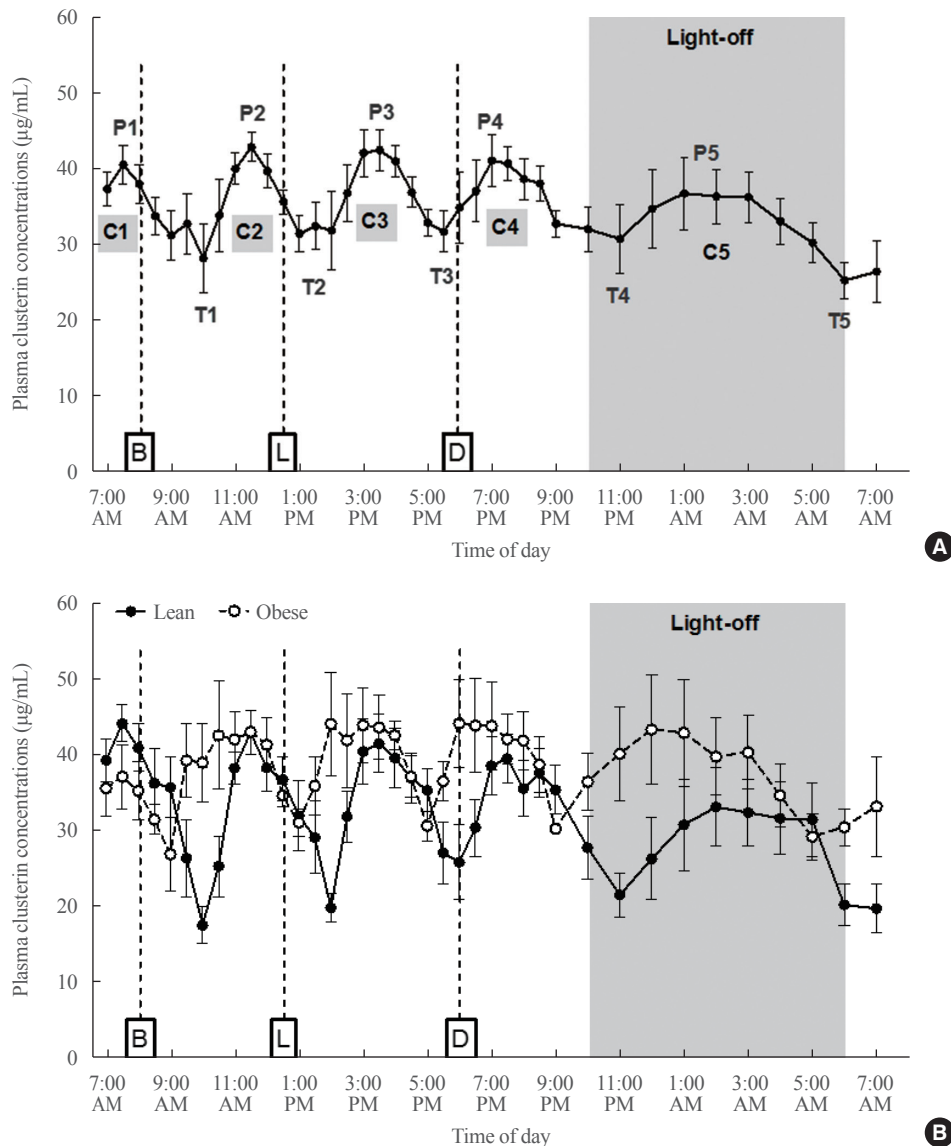 60
Light-off
50
P1
P2
P3
P4
P5
40
30
C1
C2
C3
C4
C5
T1
T2
T3
T4
T5
20
10
B
L
D
0
Plasma clusterin concentrations (µg/mL)
7:00 9:00 11:00 1:00 3:00 5:00 7:00 9:00 11:00 1:00 3:00 5:00 7:00
AM AM AM PM PM PM PM PM PM AM AM AM AM
Time of day
A
60
Lean Obese
Light-off
50
40
30
20
10
B
L
D
0
Plasma clusterin concentrations (µg/mL)
7:00 9:00 11:00 1:00 3:00 5:00 7:00 9:00 11:00 1:00 3:00 5:00 7:00
AM AM AM PM PM PM PM PM PM AM AM AM AM
Time of day
B